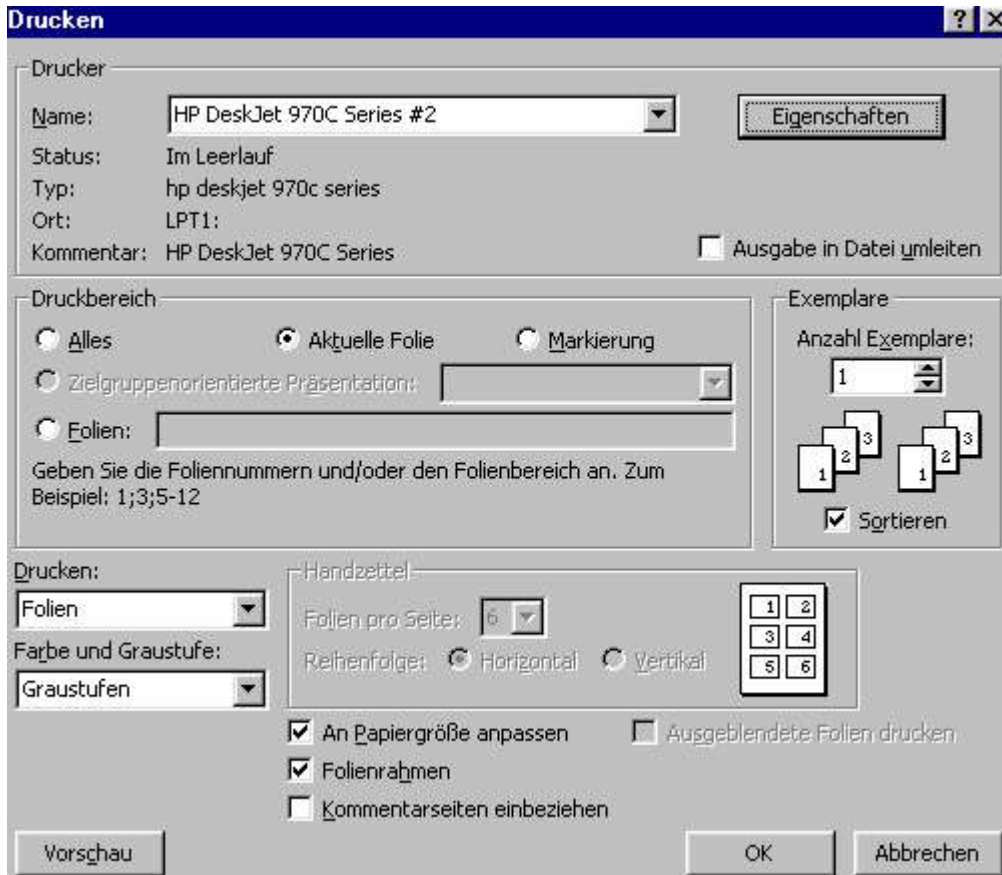 Drucken
Drucker
Name: HP DeskJet 970C Series #2 Eigenschaften
Status: Im Leerlauf
Typ: hp deskjet 970c series
Ort: LPT1:
Kommentar: HP DeskJet 970C Series Ausgabe in Datei umleiten
Druckbereich
Alles Aktuelle Folie Markierung
Zielgruppenorientierte Präsentation:
Folien:
Geben Sie die Foliennummern und/oder den Folienbereich an. Zum
Beispiel: 1;3;5-12
Exemplare
Anzahl Exemplare:
1
1 2 3 1 2 3
Sortieren
Drucken:
Folien
Farbe und Graustufe:
Graustufen
Handzettel
Folien pro Seite: 6
Reihenfolge: Horizontal Vertikal
1 2
3 4
5 6
An Papiergröße anpassen Ausgeblendete Folien drucken
Folienrahmen
Kommentarseiten einbeziehen
Vorschau OK Abbrechen